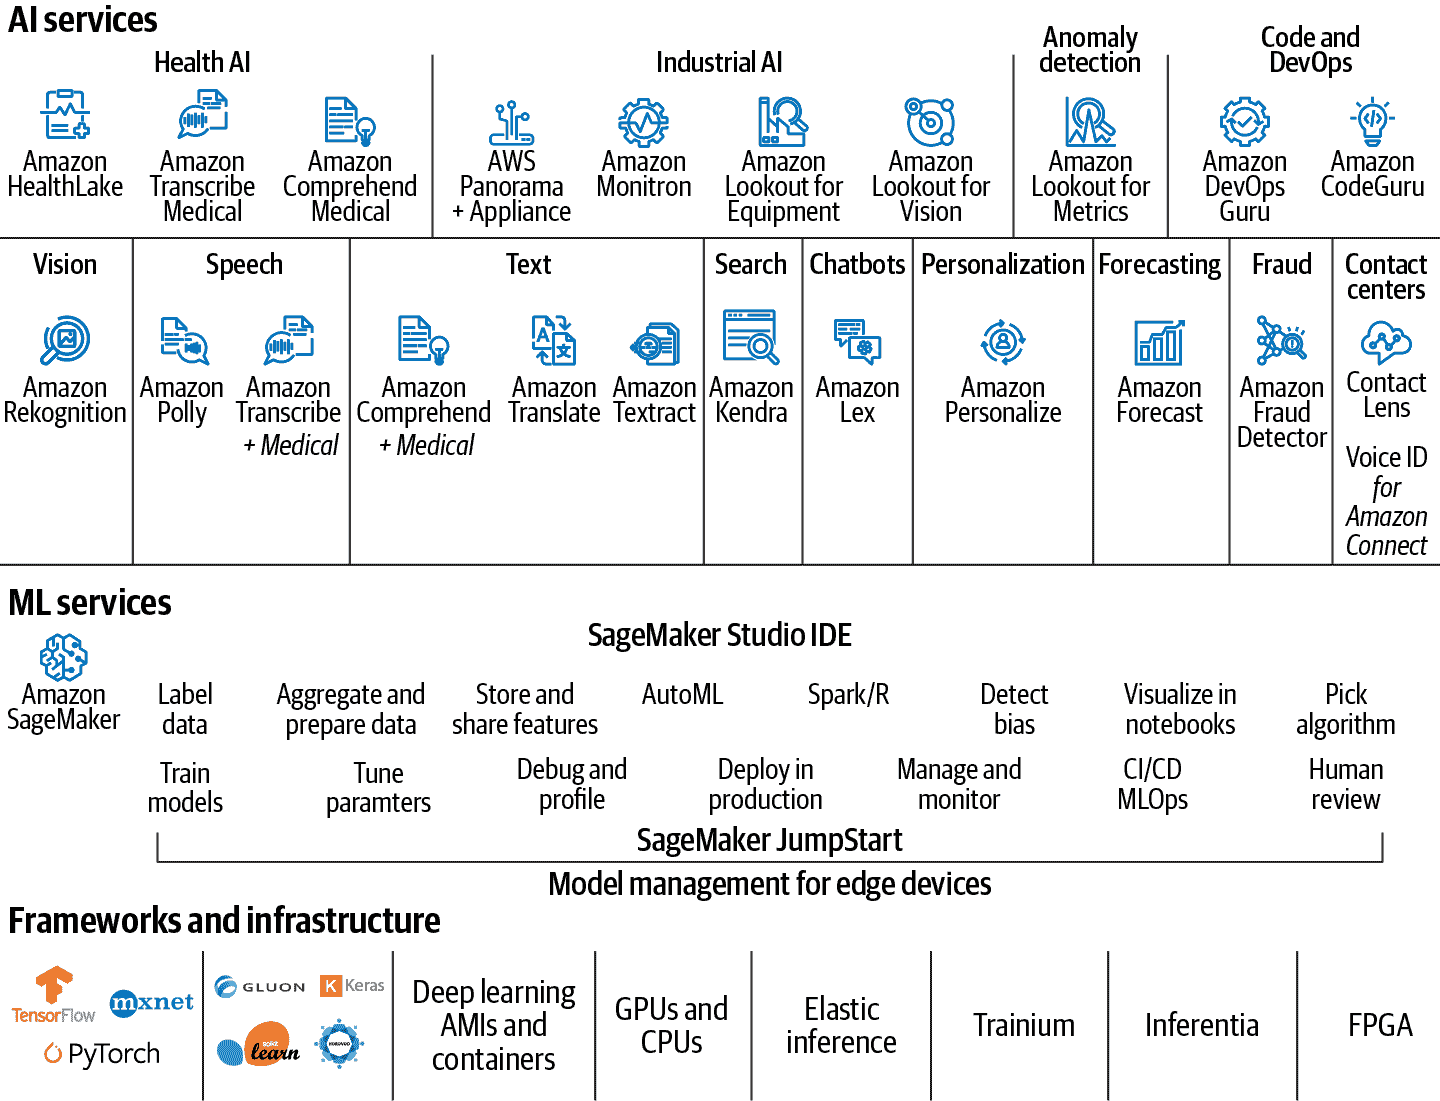 AI services
Health AI
Industrial AI
Anomaly
detection
Code and
DevOps
Amazon
HealthLake
Amazon
Transcribe
Medical
Amazon
Comprehend
Medical
AWS
Panorama
+ Appliance
Amazon
Monitron
Amazon
Lookout for
Equipment
Amazon
Lookout for
Vision
Amazon
Lookout for
Metrics
Amazon
DevOps
Guru
Amazon
CodeGuru
Vision
Speech
Text
Search
Chatbots
Personalization
Forecasting
Fraud
Contact
centers
Amazon
Rekognition
Amazon
Polly
Amazon
Transcribe
+ Medical
Amazon
Comprehend
+ Medical
Amazon
Translate
Amazon
Textract
Amazon
Kendra
Amazon
Lex
Amazon
Personalize
Amazon
Forecast
Amazon
Fraud
Detector
Contact
Lens
Voice ID
for
Amazon
Connect
ML services
SageMaker Studio IDE
Amazon
SageMaker
Label
data
Aggregate and
prepare data
Store and
share features
AutoML
Spark/R
Detect
bias
Visualize in
notebooks
Pick
algorithm
Train
models
Tune
paramters
Debug and
profile
Deploy in
production
Manage and
monitor
CI/CD
MLOps
Human
review
SageMaker JumpStart
Model management for edge devices
Frameworks and infrastructure
TensorFlow
mxnet
PyTorch
GLUON
K Keras
scikit
learn
Deep learning
AMIs and
containers
GPUs and
CPUs
Elastic
inference
Trainium
Inferentia
FPGA